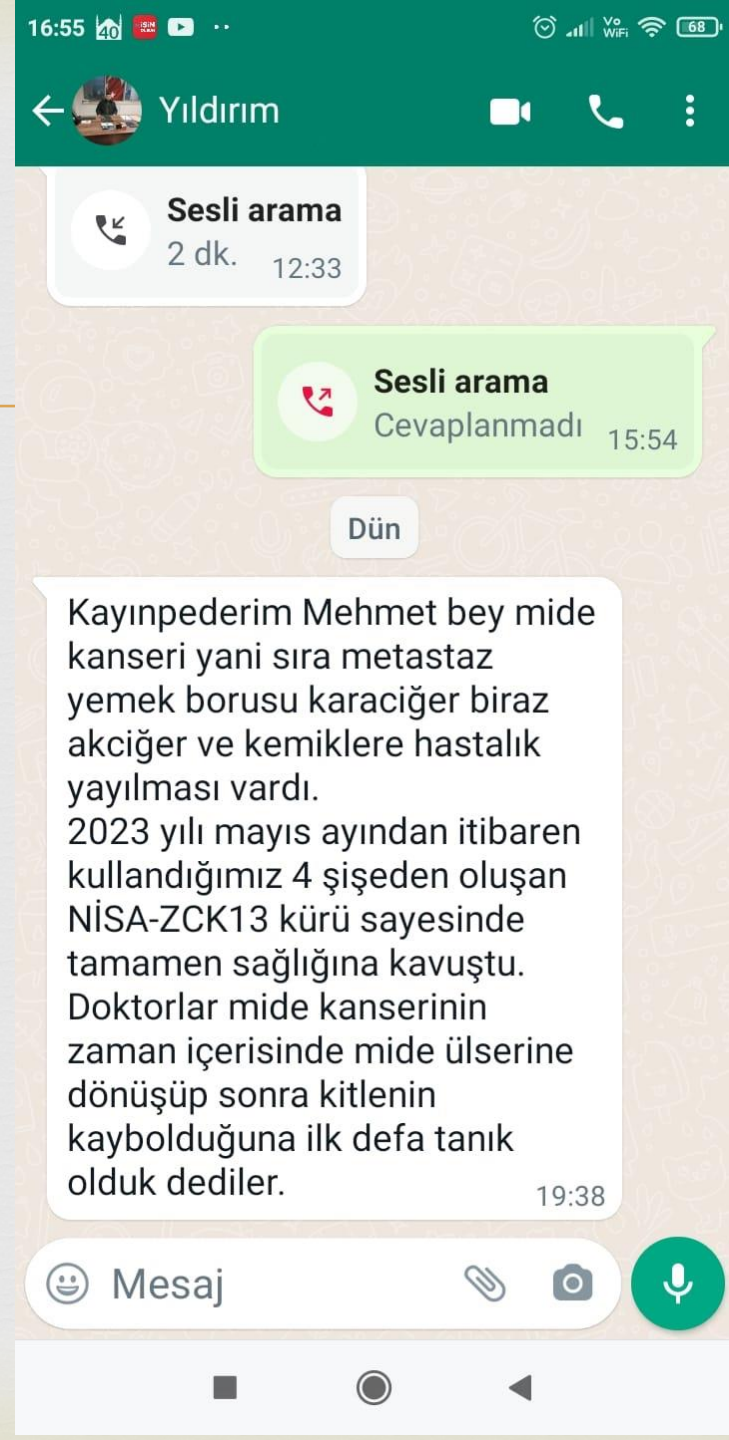 16:55 40 Vo WiFi 68
Yıldırım
Sesli arama
2 dk. 12:33
Sesli arama
Cevaplanmadı 15:54
Dün
Kayınpederim Mehmet bey mide
kanseri yani sıra metastaz
yemek borusu karaciğer biraz
akciğer ve kemiklere hastalık
yayılması vardı.
2023 yılı mayıs ayından itibaren
kullandığımız 4 şişeden oluşan
NİSA-ZCK13 kürü sayesinde
tamamen sağlığına kavuştu.
Doktorlar mide kanserinin
zaman içerisinde mide ülserine
dönüşüp sonra kitlenin
kaybolduğuna ilk defa tanık
olduk dediler. 19:38
Mesaj